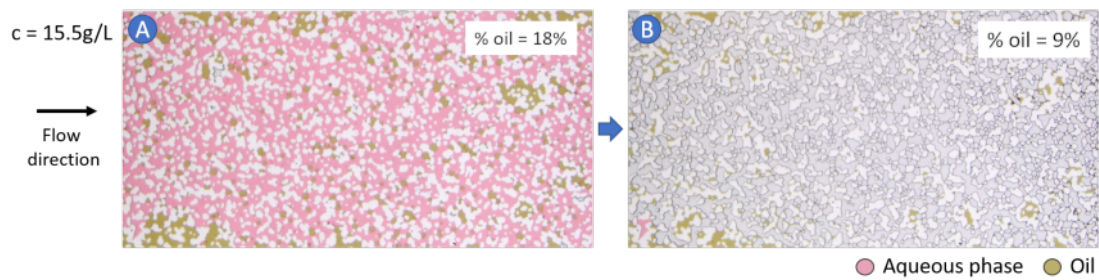 c = 15.5g/L
Flow
direction
A
% oil = 18%
B
% oil = 9%
Aqueous phase
Oil